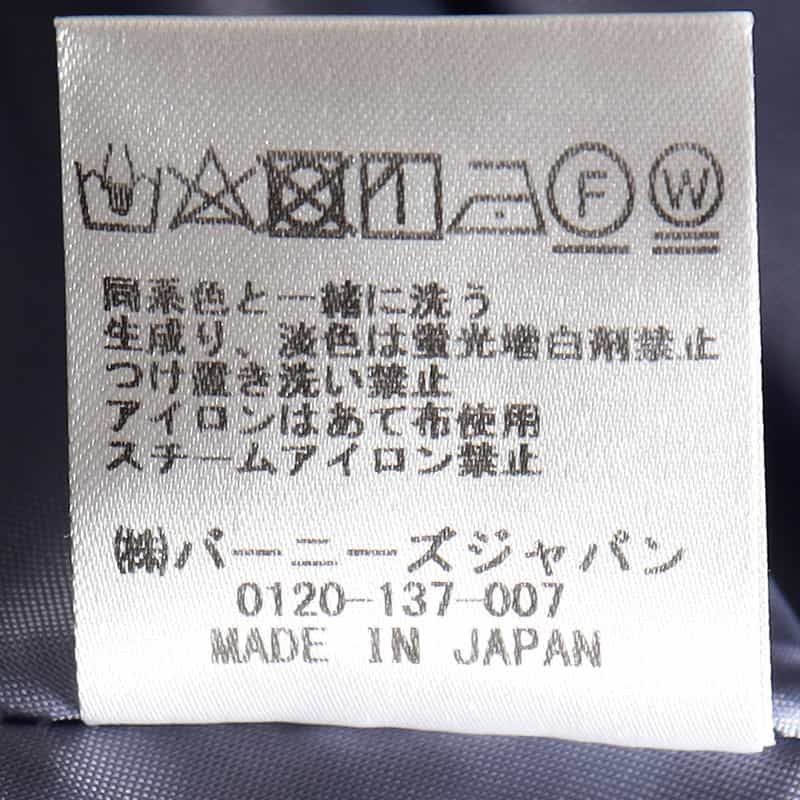 F W
同系色と一緒に洗う
生成り、淡色は蛍光増白剤禁止
つけ置き洗い禁止
アイロンはあて布使用
スチームアイロン禁止
㈱バーニーズジャパン
0120-137-007
MADE IN JAPAN